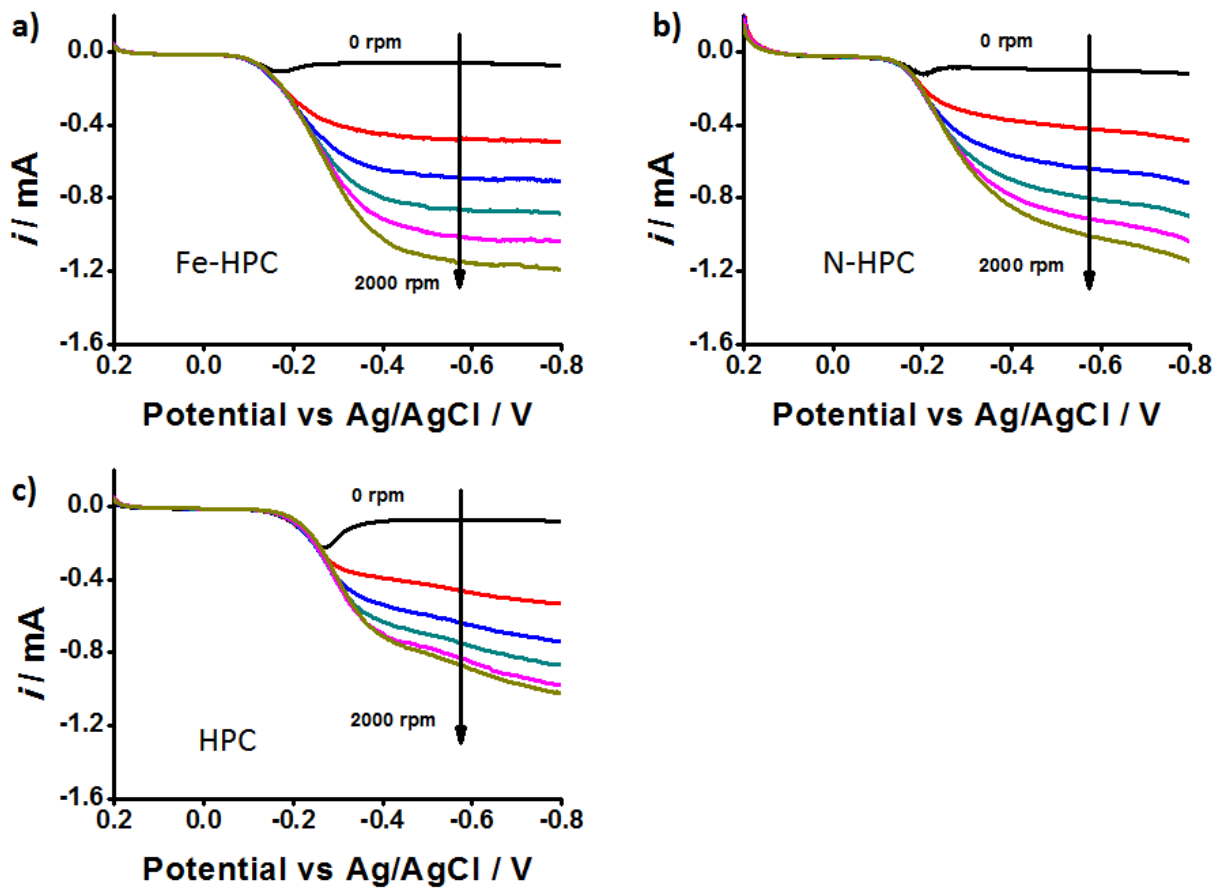 a)
0 rpm
0.0
-0.4
-0.8
-1.2
-1.6
i / mA
Fe-HPC
2000 rpm
0.2 0.0 -0.2 -0.4 -0.6 -0.8
Potential vs Ag/AgCl / V
b)
0 rpm
0.0
-0.4
-0.8
-1.2
-1.6
i / mA
N-HPC
2000 rpm
0.2 0.0 -0.2 -0.4 -0.6 -0.8
Potential vs Ag/AgCl / V
c)
0 rpm
0.0
-0.4
-0.8
-1.2
-1.6
i / mA
HPC
2000 rpm
0.2 0.0 -0.2 -0.4 -0.6 -0.8
Potential vs Ag/AgCl / V